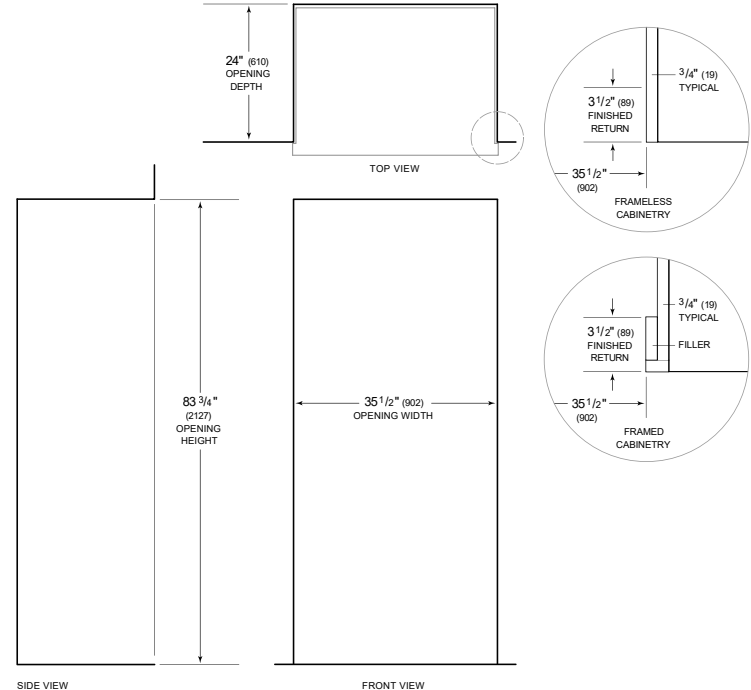 24" (610)
OPENING
DEPTH
TOP VIEW
3 1/2" (89)
FINISHED
RETURN
3/4" (19)
TYPICAL
35 1/2"
(902)
FRAMELESS
CABINETRY
3 1/2" (89)
FINISHED
RETURN
3/4" (19)
TYPICAL
FILLER
35 1/2"
(902)
FRAMED
CABINETRY
83 3/4"
(2127)
OPENING
HEIGHT
35 1/2" (902)
OPENING WIDTH
SIDE VIEW
FRONT VIEW